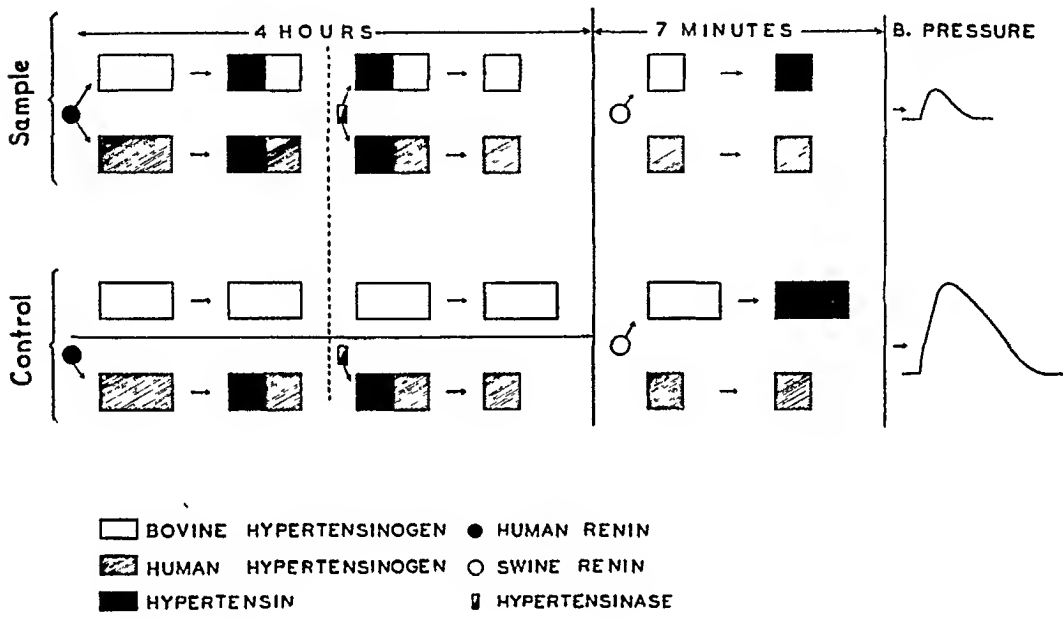 4 HOURS
7 MINUTES
B. PRESSURE
Sample
Control
BOVINE HYPERTENSINOGEN
HUMAN RENIN
HUMAN HYPERTENSINOGEN
SWINE RENIN
HYPERTENSIN
HYPERTENSINASE